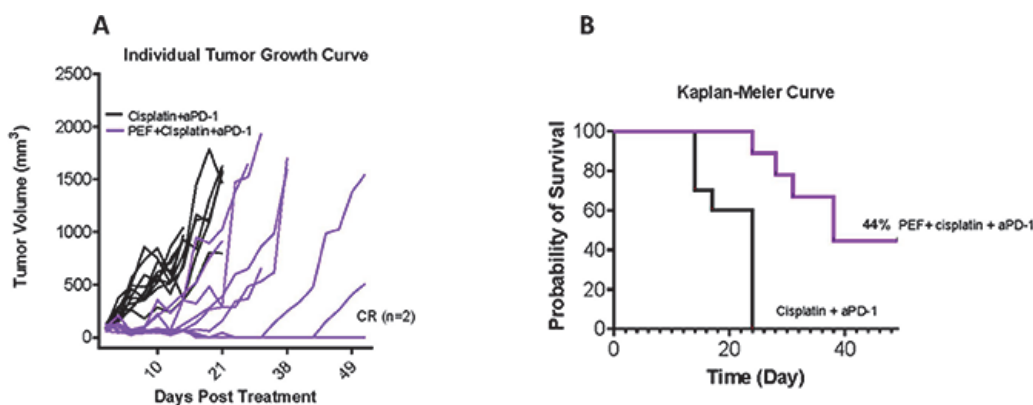 A
Individual Tumor Growth Curve
Tumor Volume (mm³)
2500
2000
1500
1000
500
0
Cisplatin+aPD-1
PEF+Cisplatin+aPD-1
CR (n=2)
10
21
38
49
Days Post Treatment
B
Kaplan-Meier Curve
Probability of Survival
100
80
60
40
20
0
44% PEF+ cisplatin + aPD-1
Cisplatin + aPD-1
0
20
40
Time (Day)